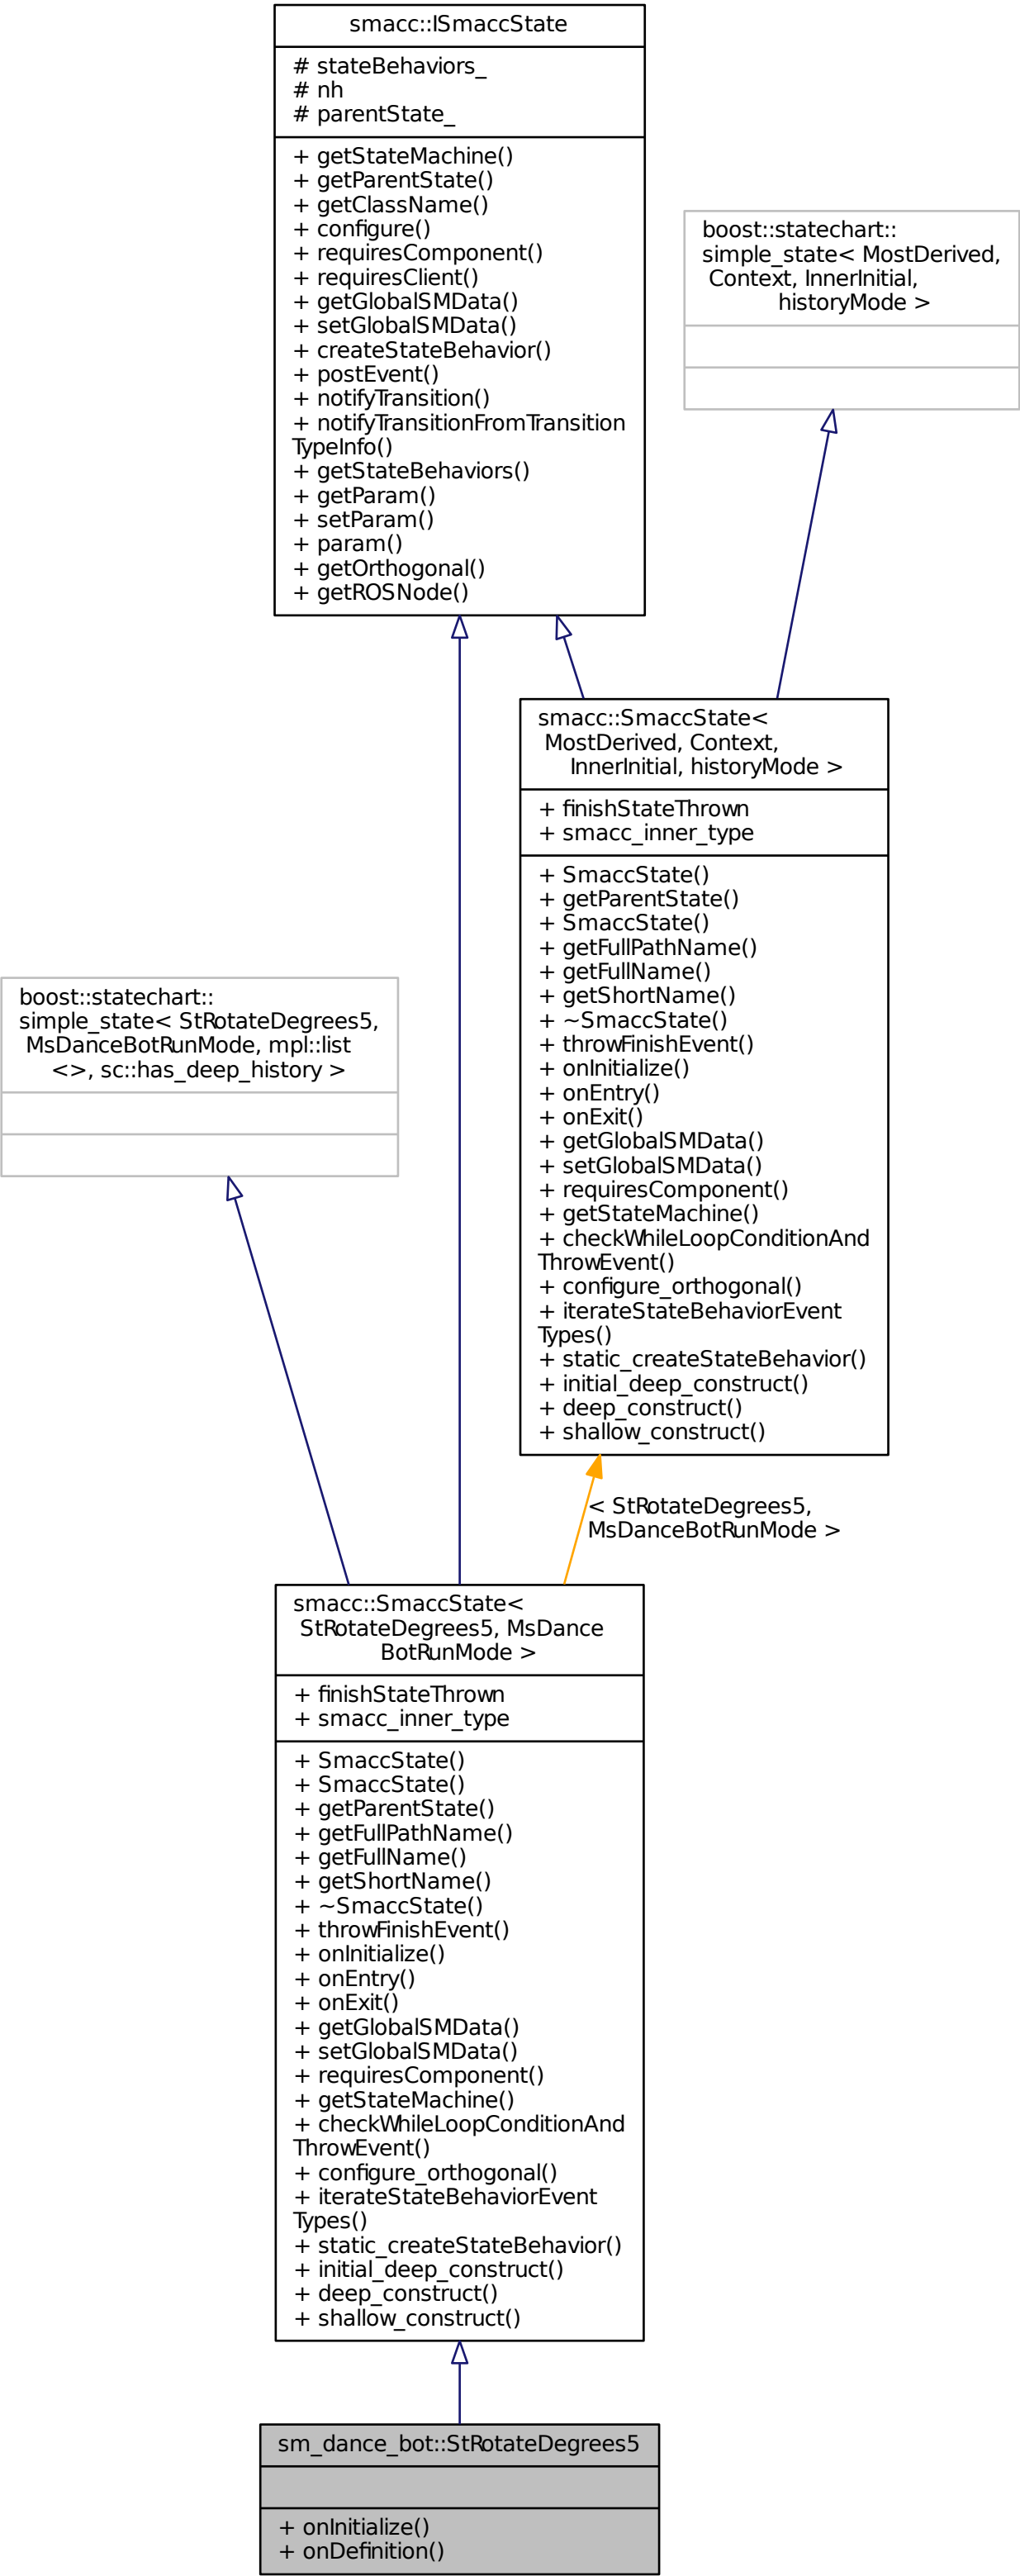 smacc::ISmaccState
# stateBehaviors_
# nh
# parentState_
+ getStateMachine()
+ getParentState()
+ getClassName()
+ configure()
+ requiresComponent()
+ requiresClient()
+ getGlobalSMData()
+ setGlobalSMData()
+ createStateBehavior()
+ postEvent()
+ notifyTransition()
+ notifyTransitionFromTransition
TypeInfo()
+ getStateBehaviors()
+ getParam()
+ setParam()
+ param()
+ getOrthogonal()
+ getROSNode()
boost::statechart::
simple_state< MostDerived,
Context, InnerInitial,
historyMode >
smacc::SmaccState<
MostDerived, Context,
InnerInitial, historyMode >
+ finishStateThrown
+ smacc_inner_type
+ SmaccState()
+ getParentState()
+ SmaccState()
+ getFullPathName()
+ getFullName()
+ getShortName()
+ ~SmaccState()
+ throwFinishEvent()
+ onInitialize()
+ onEntry()
+ onExit()
+ getGlobalSMData()
+ setGlobalSMData()
+ requiresComponent()
+ getStateMachine()
+ checkWhileLoopConditionAnd
ThrowEvent()
+ configure_orthogonal()
+ iterateStateBehaviorEvent
Types()
+ static_createStateBehavior()
+ initial_deep_construct()
+ deep_construct()
+ shallow_construct()
boost::statechart::
simple_state< StRotateDegrees5,
MsDanceBotRunMode, mpl::list
<>, sc::has_deep_history >
< StRotateDegrees5,
MsDanceBotRunMode >
smacc::SmaccState<
StRotateDegrees5, MsDance
BotRunMode >
+ finishStateThrown
+ smacc_inner_type
+ SmaccState()
+ SmaccState()
+ getParentState()
+ getFullPathName()
+ getFullName()
+ getShortName()
+ ~SmaccState()
+ throwFinishEvent()
+ onInitialize()
+ onEntry()
+ onExit()
+ getGlobalSMData()
+ setGlobalSMData()
+ requiresComponent()
+ getStateMachine()
+ checkWhileLoopConditionAnd
ThrowEvent()
+ configure_orthogonal()
+ iterateStateBehaviorEvent
Types()
+ static_createStateBehavior()
+ initial_deep_construct()
+ deep_construct()
+ shallow_construct()
sm_dance_bot::StRotateDegrees5
+ onInitialize()
+ onDefinition()